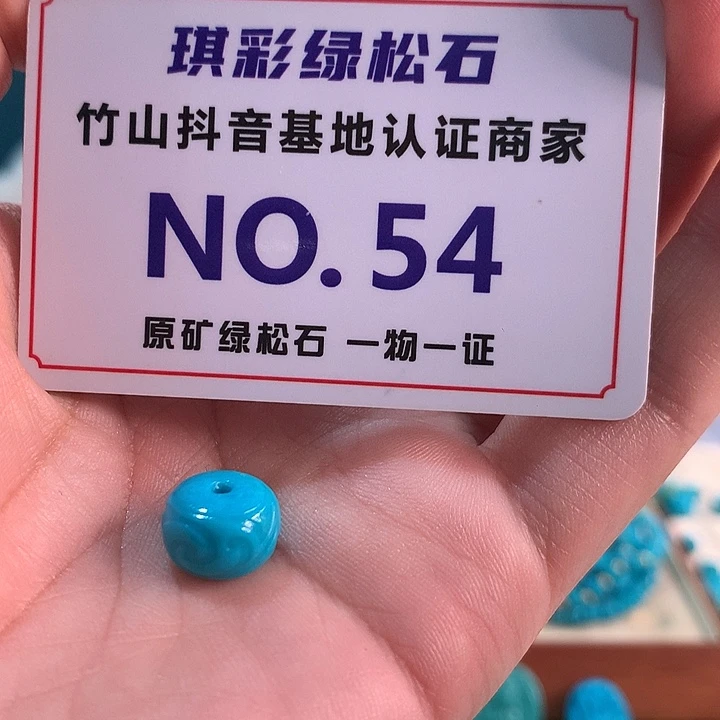 琪彩绿松石
竹山抖音基地认证商家
NO.54
原矿绿松石 一物一证